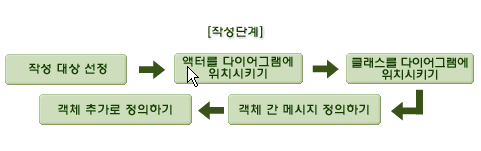 [작성단계]
작성 대상 선정
액터를 다이어그램에
위치시키기
클래스를 다이어그램에
위치시키기
객체 간 메시지 정의하기
객체 추가로 정의하기